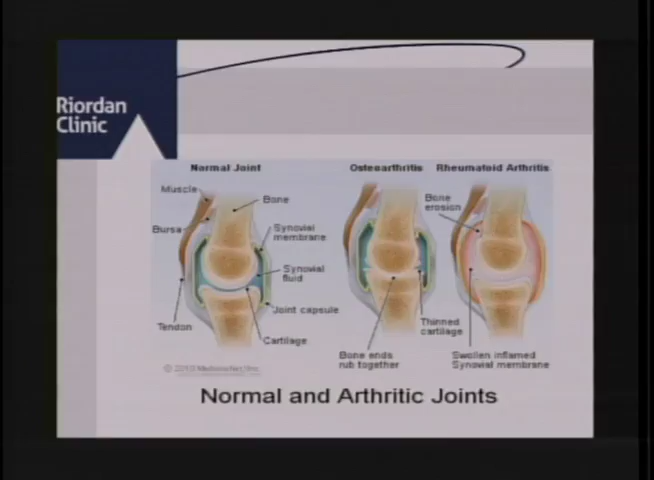 Riordan
Clinic
Normal Joint
Osteoarthritis
Rheumatoid Arthritis
Muscle
Bone
Bursa
Synovial
membrane
Synovial
fluid
Joint capsule
Tendon
Cartilage
Bone
erosion
Thinned
cartilage
Bone ends
rub together
Swollen inflamed
Synovial membrane
© 2010 MedicineNet, Inc.
Normal and Arthritic Joints